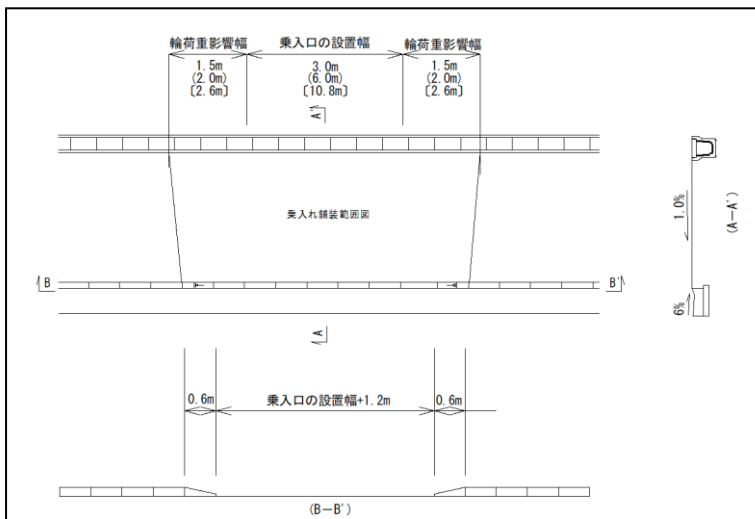 輪荷重影響幅 乗入口の設置幅 輪荷重影響幅
1.5m 3.0m 1.5m
(2.0m) (6.0m) (2.0m)
〔2.6m〕 〔10.8m〕 〔2.6m〕
A'
乗入れ舗装範囲図
1.0%
(A-A')
B B'
6%
A
0.6m 乗入口の設置幅+1.2m 0.6m
(B-B')